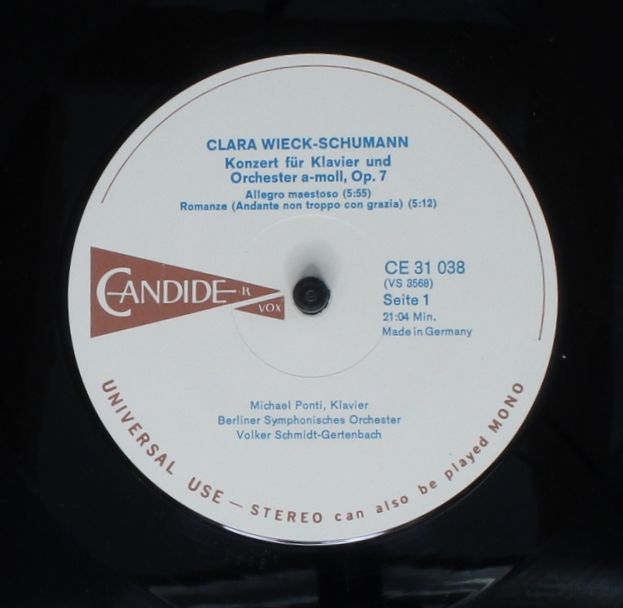 CLARA WIECK-SCHUMANN
Konzert für Klavier und
Orchester a-moll, Op. 7
Allegro maestoso (5:55)
Romanze (Andante non troppo con grazia) (5:12)
CANDIDE R
VOX
CE 31 038
(VS 3568)
Seite 1
21:04 Min.
Made in Germany
Michael Ponti, Klavier
Berliner Symphonisches Orchester
Volker Schmidt-Gertenbach
UNIVERSAL USE — STEREO can also be played MONO